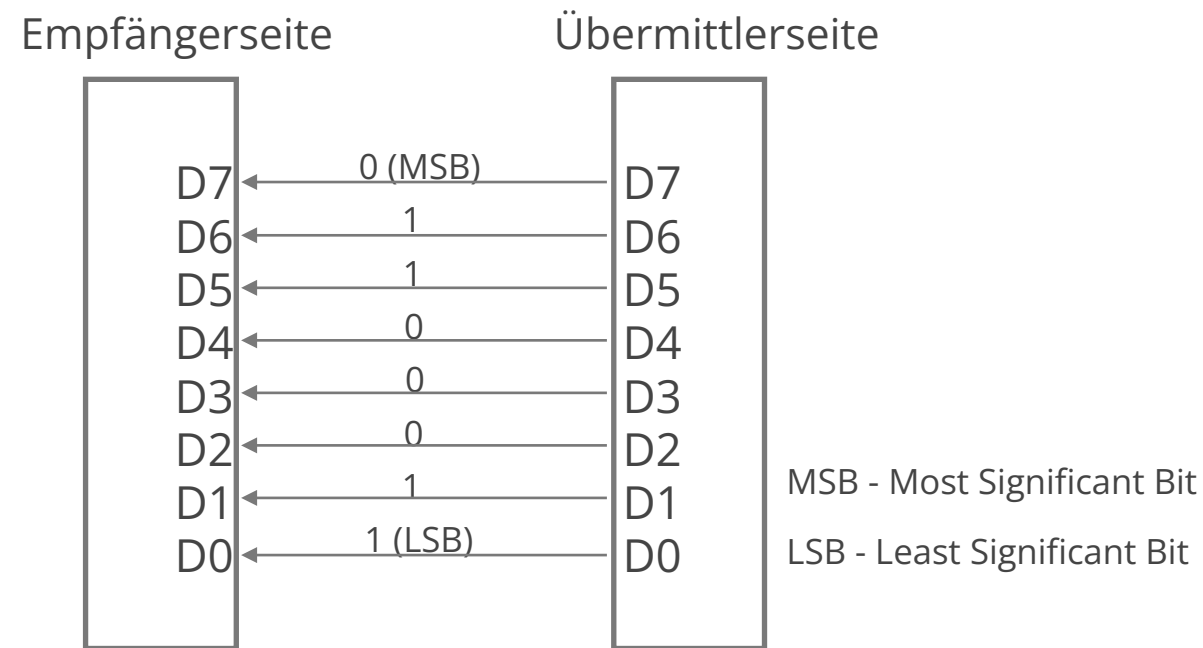 Empfängerseite Übermittlerseite
D7 0 (MSB) D7
D6 1 D6
D5 1 D5
D4 0 D4
D3 0 D3
D2 0 D2
D1 1 D1
MSB - Most Significant Bit
D0 1 (LSB) D0
LSB - Least Significant Bit